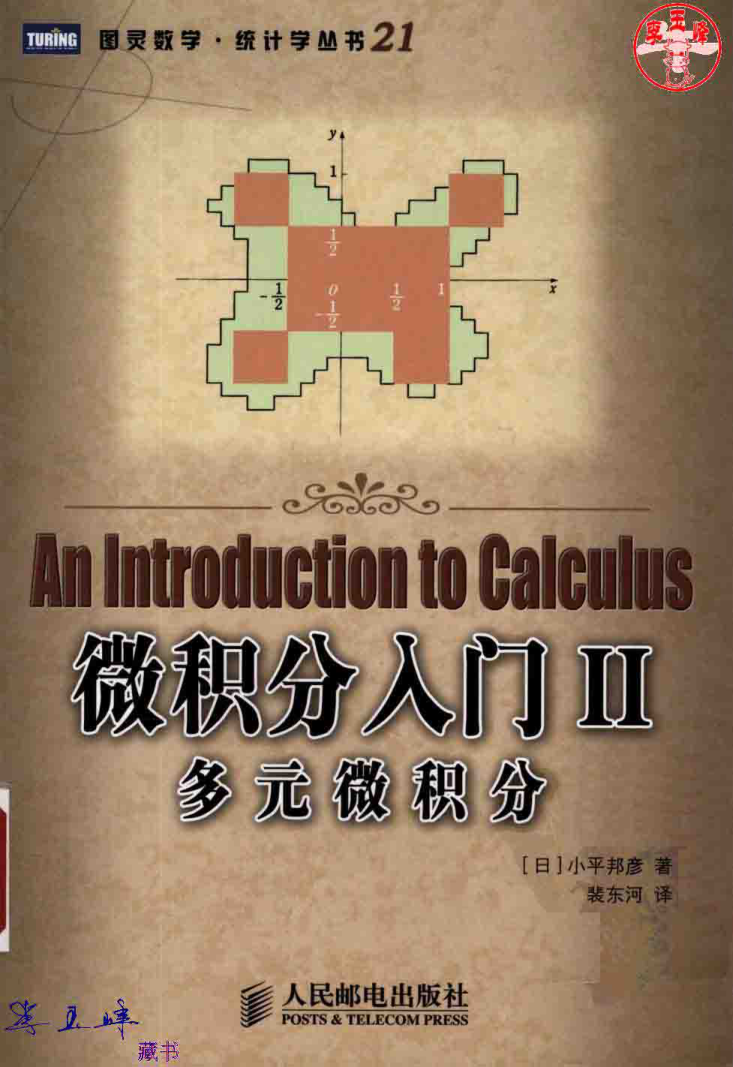 TURING 图灵数学·统计学丛书 21
y
1
1/2
-1/2 O 1/2 1 x
-1/2
An Introduction to Calculus
微积分入门 II
多元微积分
[日]小平邦彦 著
裴东河 译
人民邮电出版社
POSTS & TELECOM PRESS
藏书